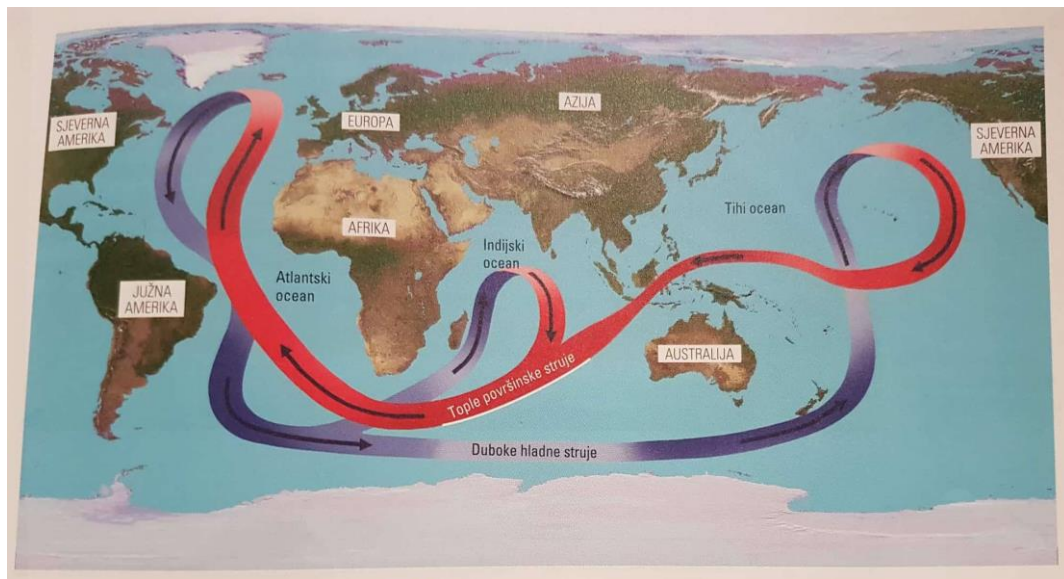 SJEVERNA
AMERIKA
EUROPA
AZIJA
SJEVERNA
AMERIKA
AFRIKA
Tihi ocean
Indijski
ocean
Atlantski
ocean
JUŽNA
AMERIKA
AUSTRALIJA
Tople površinske struje
Duboke hladne struje